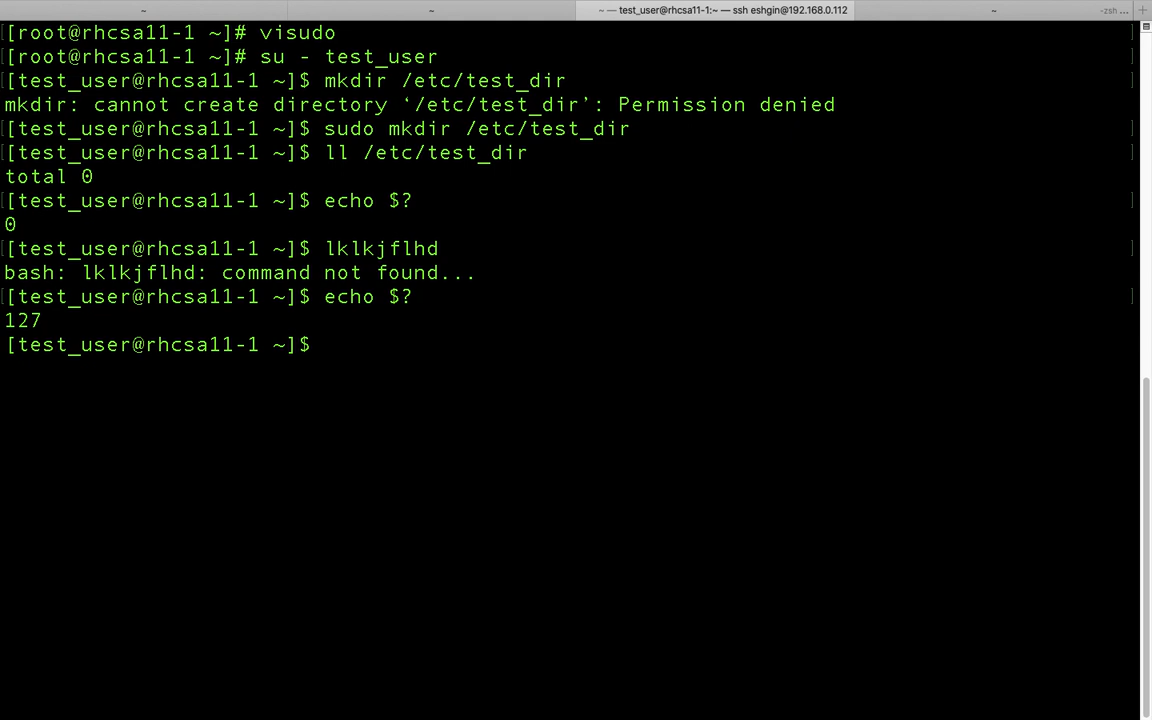 ~ ~ ~ — test_user@rhcsa11-1:~ — ssh eshgin@192.168.0.112 ~ -zsh ... +
[[root@rhcsa11-1 ~]# visudo ]
[[root@rhcsa11-1 ~]# su - test_user ]
[[test_user@rhcsa11-1 ~]$ mkdir /etc/test_dir ]
mkdir: cannot create directory ‘/etc/test_dir’: Permission denied
[[test_user@rhcsa11-1 ~]$ sudo mkdir /etc/test_dir ]
[[test_user@rhcsa11-1 ~]$ ll /etc/test_dir ]
total 0
[[test_user@rhcsa11-1 ~]$ echo $? ]
0
[[test_user@rhcsa11-1 ~]$ lklkjflhd ]
bash: lklkjflhd: command not found...
[[test_user@rhcsa11-1 ~]$ echo $? ]
127
[test_user@rhcsa11-1 ~]$